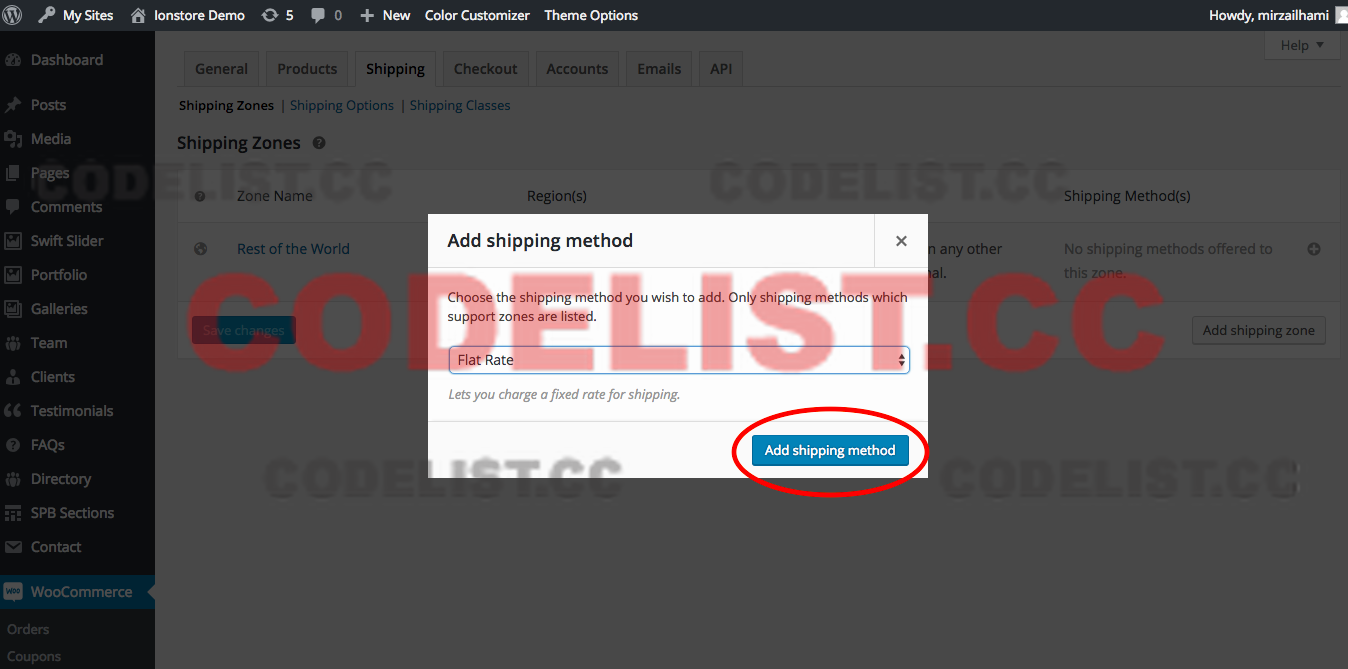 My Sites Ionstore Demo 5 0 New Color Customizer Theme Options Howdy, mirzailhami
Help
Dashboard
Posts
Media
Pages
Comments
Swift Slider
Portfolio
Galleries
Team
Clients
Testimonials
FAQs
Directory
SPB Sections
Contact
WooCommerce
Orders
Coupons
General Products Shipping Checkout Accounts Emails API
Shipping Zones | Shipping Options | Shipping Classes
Shipping Zones
Zone Name Region(s) Shipping Method(s)
Rest of the World
n any other
al.
No shipping methods offered to
this zone.
Save changes
Add shipping zone
Add shipping method
Choose the shipping method you wish to add. Only shipping methods which
support zones are listed.
Flat Rate
Lets you charge a fixed rate for shipping.
Add shipping method
CODELIST.CC
CODELIST.CC
CODELIST.CC
CODELIST.CC
CODELIST.CC